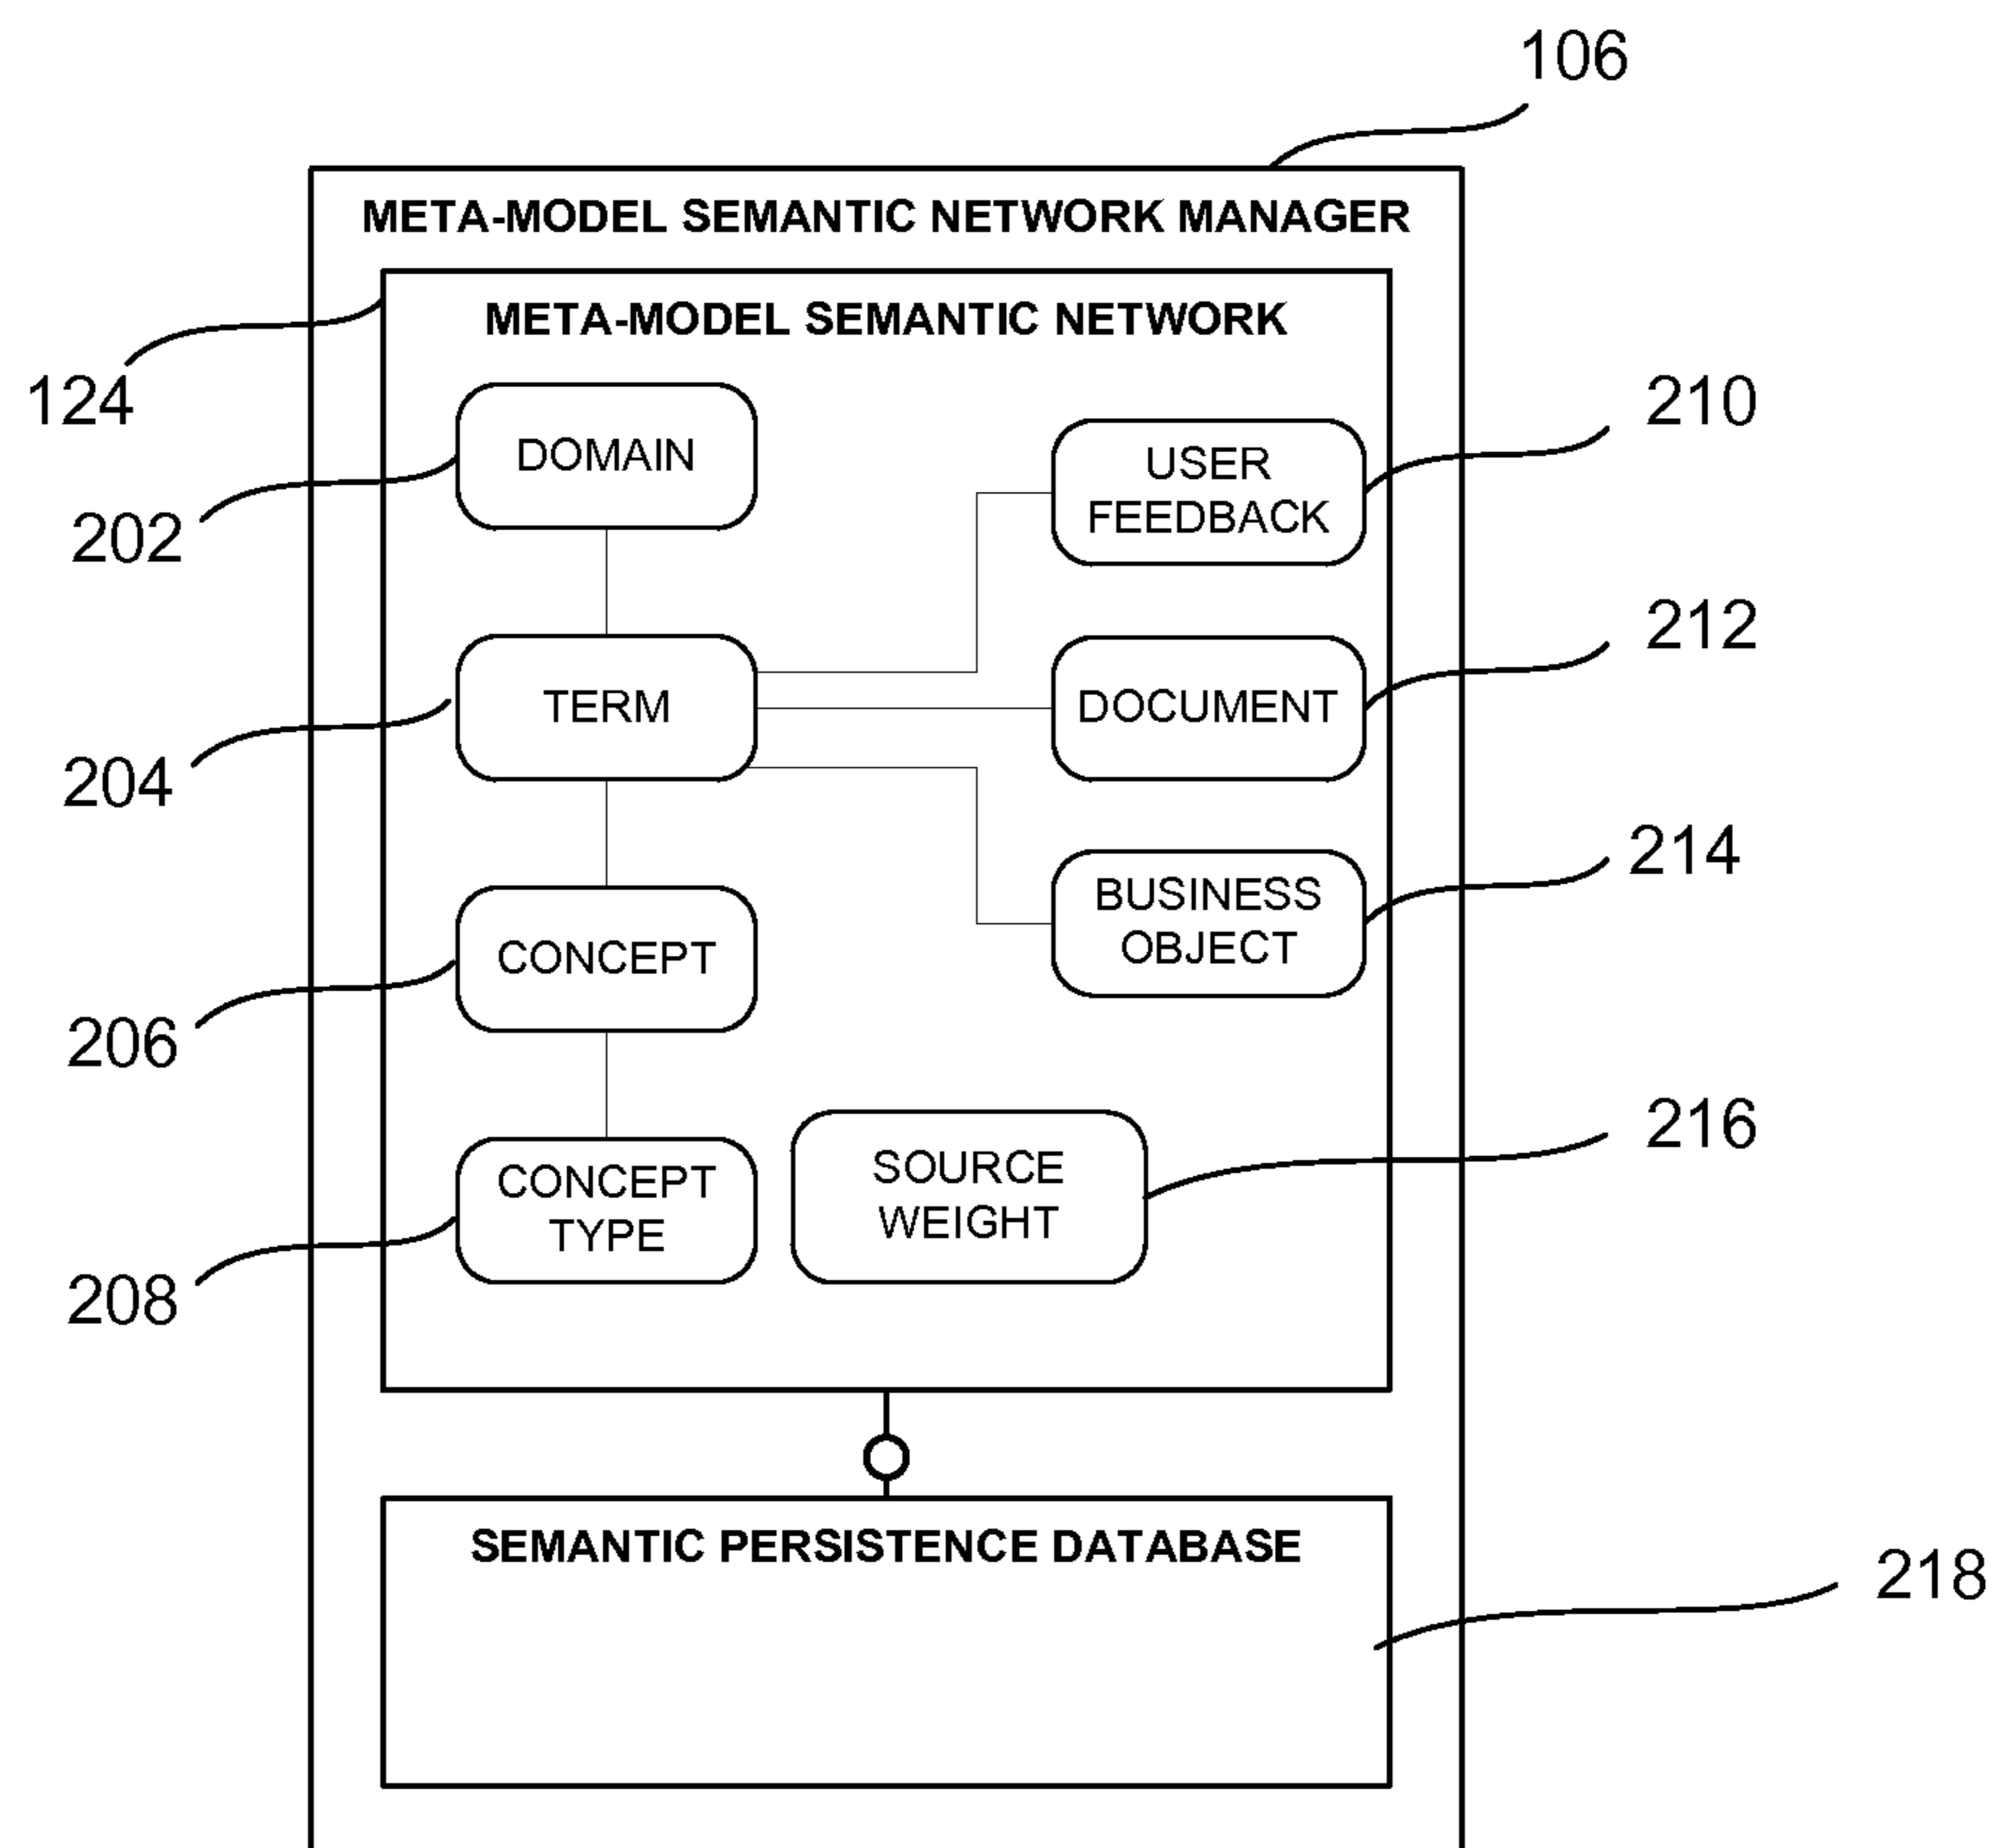 106
META-MODEL SEMANTIC NETWORK MANAGER
META-MODEL SEMANTIC NETWORK
124
DOMAIN
202
USER
FEEDBACK
210
TERM
204
DOCUMENT
212
BUSINESS
OBJECT
214
CONCEPT
206
CONCEPT
TYPE
208
SOURCE
WEIGHT
216
SEMANTIC PERSISTENCE DATABASE
218